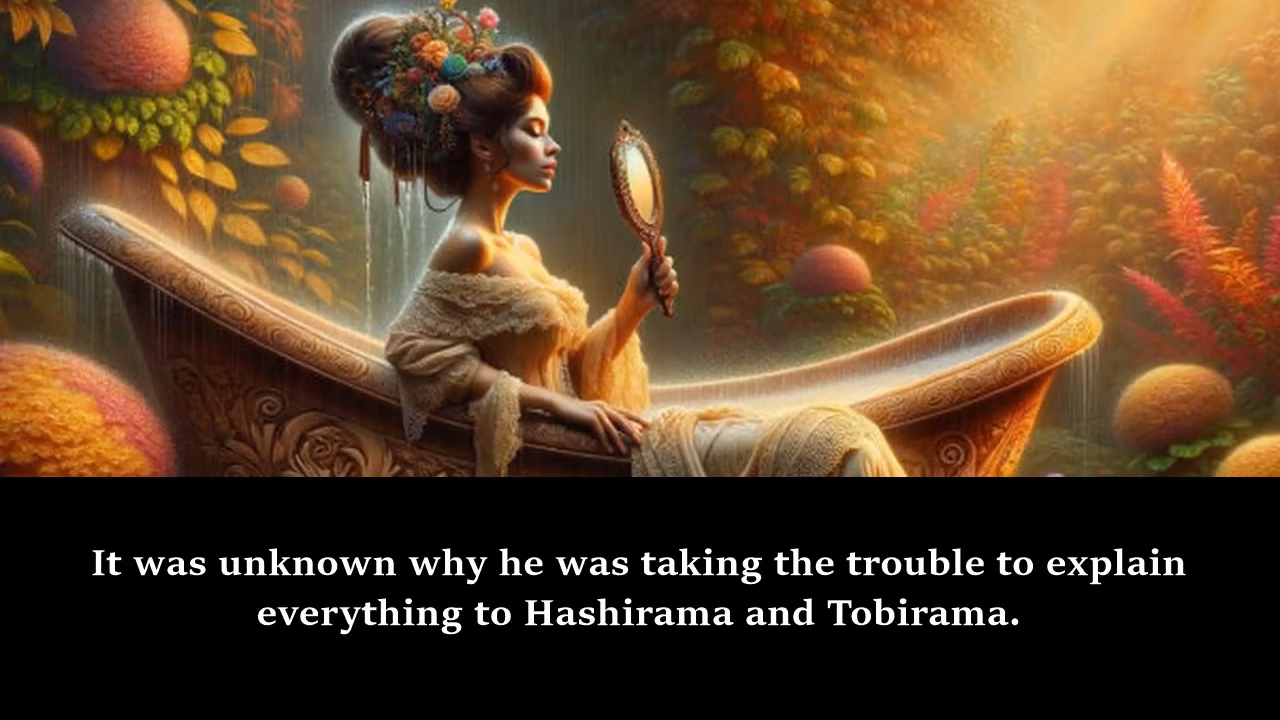 It was unknown why he was taking the trouble to explain
everything to Hashirama and Tobirama.